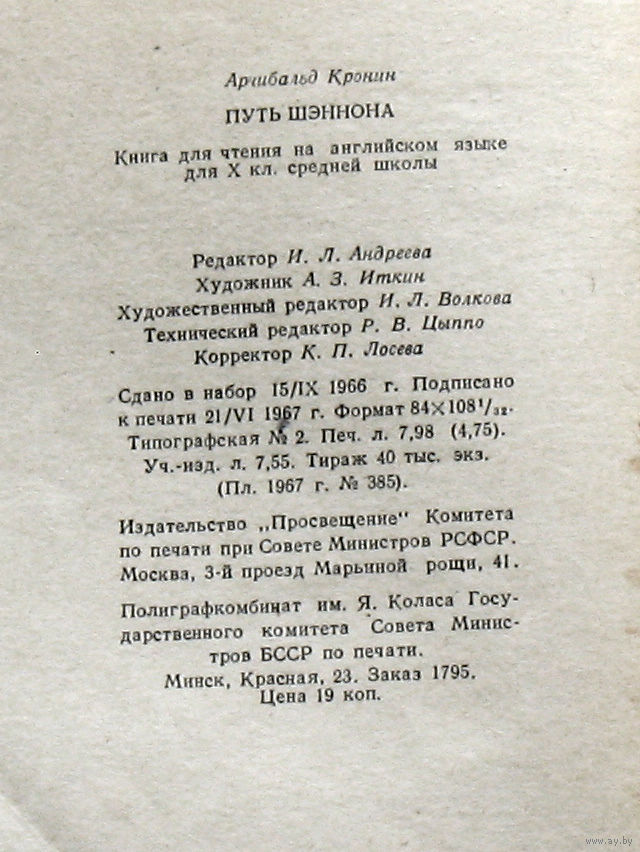 Арчибальд Кронин
ПУТЬ ШЭННОНА
Книга для чтения на английском языке
для X кл. средней школы
Редактор И. Л. Андреева
Художник А. З. Иткин
Художественный редактор И. Л. Волкова
Технический редактор Р. В. Цыппо
Корректор К. П. Лосева
Сдано в набор 15/IX 1966 г. Подписано
к печати 21/VI 1967 г. Формат 84×108¹/₃₂.
Типографская № 2. Печ. л. 7,98 (4,75).
Уч.-изд. л. 7,55. Тираж 40 тыс. экз.
(Пл. 1967 г. № 385).
Издательство „Просвещение" Комитета
по печати при Совете Министров РСФСР.
Москва, 3-й проезд Марьиной рощи, 41.
Полиграфкомбинат им. Я. Коласа Госу-
дарственного комитета Совета Минист-
ров БССР по печати.
Минск, Красная, 23. Заказ 1795.
Цена 19 коп.
www.ay.by